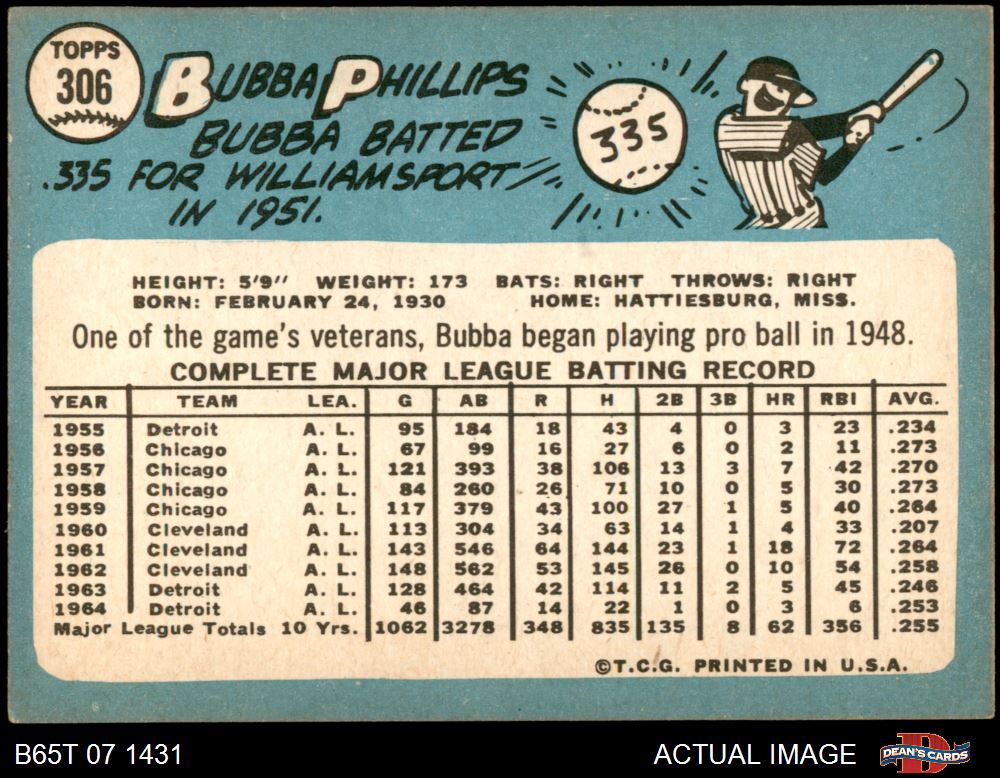 TOPPS
306
BUBBA PHILLIPS
BUBBA BATTED
.335 FOR WILLIAMSPORT
IN 1951.
335
HEIGHT: 5'9" WEIGHT: 173 BATS: RIGHT THROWS: RIGHT
BORN: FEBRUARY 24, 1930 HOME: HATTIESBURG, MISS.
One of the game's veterans, Bubba began playing pro ball in 1948.
COMPLETE MAJOR LEAGUE BATTING RECORD
YEAR TEAM LEA. G AB R H 2B 3B HR RBI AVG.
1955 Detroit A. L. 95 184 18 43 4 0 3 23 .234
1956 Chicago A. L. 67 99 16 27 6 0 2 11 .273
1957 Chicago A. L. 121 393 38 106 13 3 7 42 .270
1958 Chicago A. L. 84 260 26 71 10 0 5 30 .273
1959 Chicago A. L. 117 379 43 100 27 1 5 40 .264
1960 Cleveland A. L. 113 304 34 63 14 1 4 33 .207
1961 Cleveland A. L. 143 546 64 144 23 1 18 72 .264
1962 Cleveland A. L. 148 562 53 145 26 0 10 54 .258
1963 Detroit A. L. 128 464 42 114 11 2 5 45 .246
1964 Detroit A. L. 46 87 14 22 1 0 3 6 .253
Major League Totals 10 Yrs. 1062 3278 348 835 135 8 62 356 .255
©T.C.G. PRINTED IN U.S.A.
B65T 07 1431 ACTUAL IMAGE DEAN'S CARDS